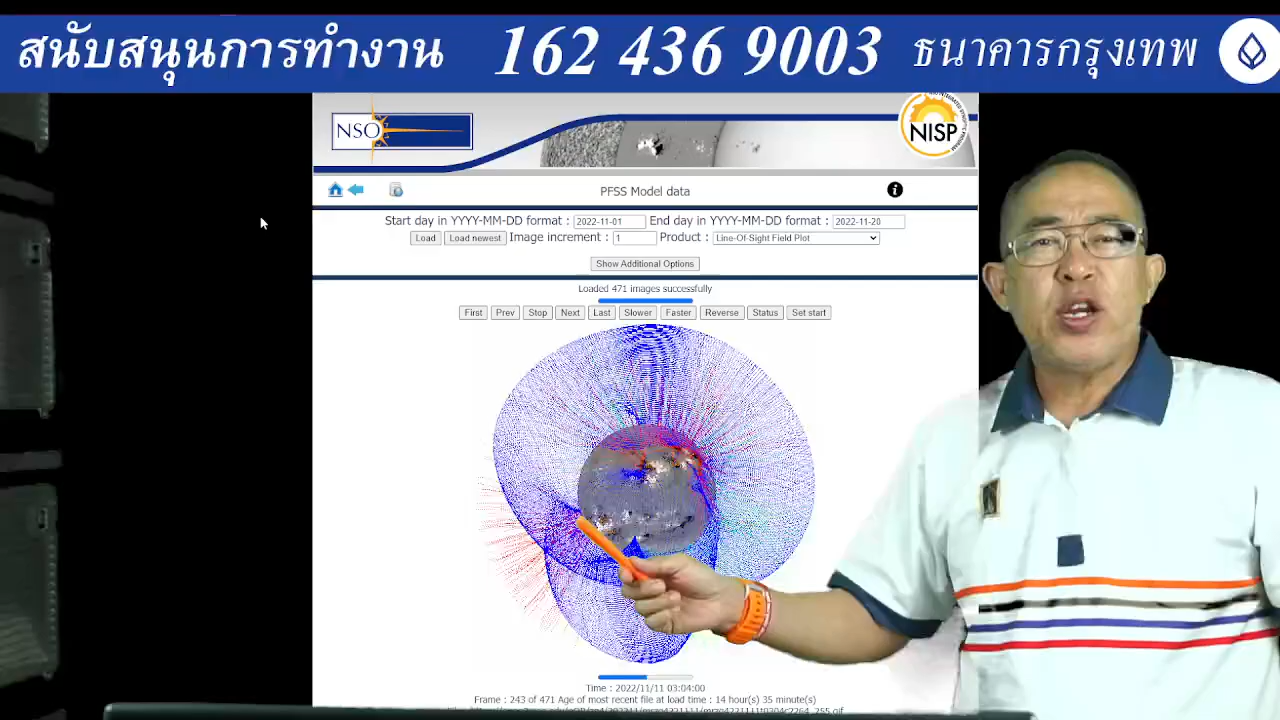 สนับสนุนการทำงาน 162 436 9003 ธนาคารกรุงเทพ
NSO
NISP
PFSS Model data
Start day in YYYY-MM-DD format : 2022-11-01 End day in YYYY-MM-DD format : 2022-11-20
Load Load newest Image increment : 1 Product : Line-Of-Sight Field Plot
Show Additional Options
Loaded 471 images successfully
First Prev Stop Next Last Slower Faster Reverse Status Set start
Time : 2022/11/11 03:04:00
Frame : 243 of 471 Age of most recent file at load time : 14 hour(s) 35 minute(s)